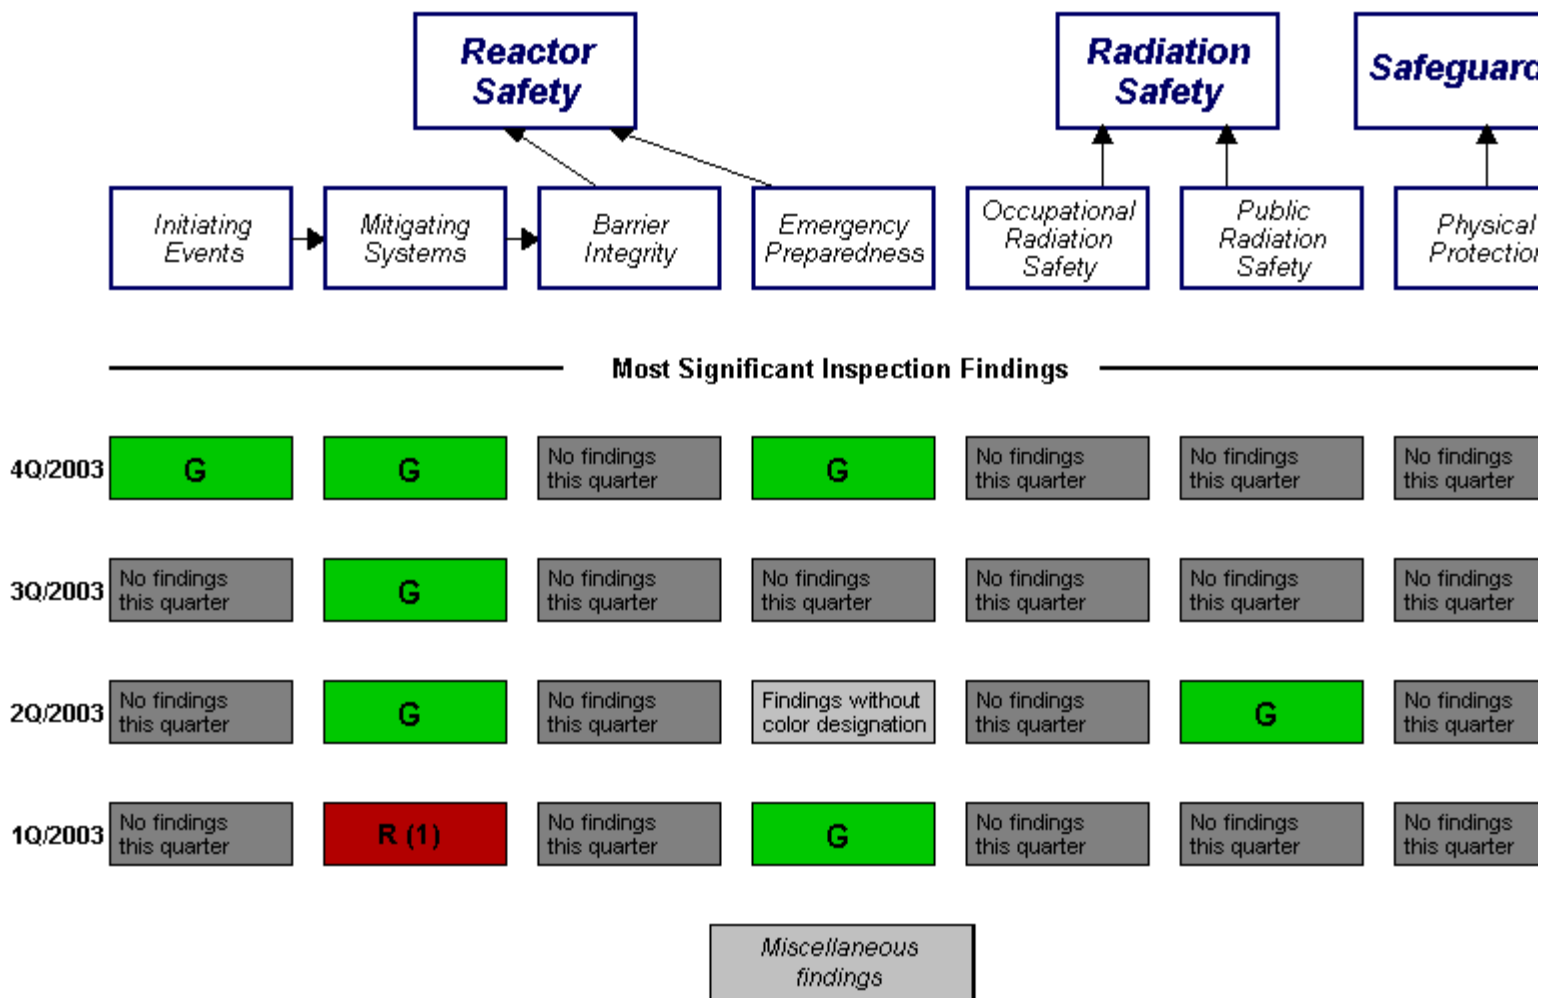 Reactor
Safety
Radiation
Safety
Safeguard
Initiating
Events
Mitigating
Systems
Barrier
Integrity
Emergency
Preparedness
Occupational
Radiation
Safety
Public
Radiation
Safety
Physical
Protection
Most Significant Inspection Findings
4Q/2003
G
G
No findings
this quarter
G
No findings
this quarter
No findings
this quarter
No findings
this quarter
3Q/2003
No findings
this quarter
G
No findings
this quarter
No findings
this quarter
No findings
this quarter
No findings
this quarter
No findings
this quarter
2Q/2003
No findings
this quarter
G
No findings
this quarter
Findings without
color designation
No findings
this quarter
G
No findings
this quarter
1Q/2003
No findings
this quarter
R (1)
No findings
this quarter
G
No findings
this quarter
No findings
this quarter
No findings
this quarter
Miscellaneous
findings